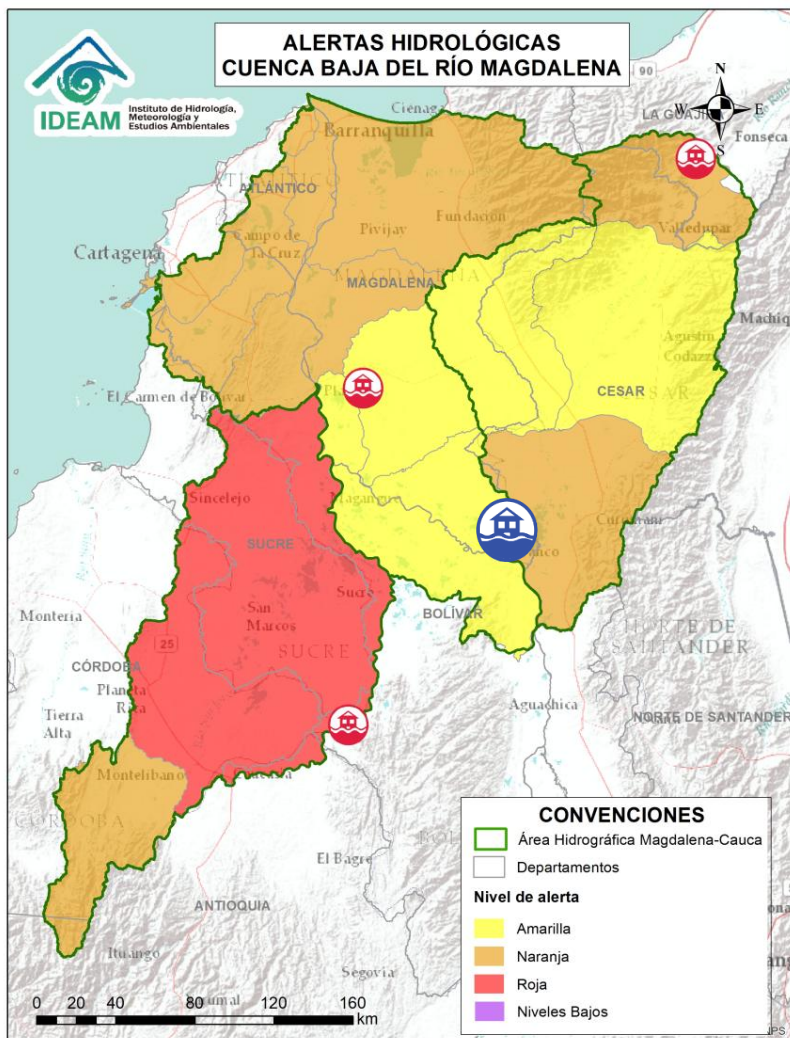 ALERTAS HIDROLÓGICAS
CUENCA BAJA DEL RÍO MAGDALENA
IDEAM
Instituto de Hidrología,
Meteorología y
Estudios Ambientales
90
N
W
E
S
Ciénaga
LA GUAJIRA
Barranquilla
Fonseca
ATLÁNTICO
Fundación
Pivijay
Valledupar
Campo de
la Cruz
Cartagena
MAGDALENA
MAGDALENA
Agustín
Codazzi
CESAR
El Carmen de Bolívar
Magangué
Sincelejo
SUCRE
Sucre
BOLÍVAR
San
Marcos
SUCRE
Montería
25
CÓRDOBA
Planeta
Rica
Tierra
Alta
NORTE DE
SANTANDER
NORTE DE SANTANDER
Aguachica
Montelíbano
El Bagre
ANTIOQUIA
Ituango
Segovia
CONVENCIONES
Área Hidrográfica Magdalena-Cauca
Departamentos
Nivel de alerta
Amarilla
Naranja
Roja
Niveles Bajos
0 20 40 80 120 160
km